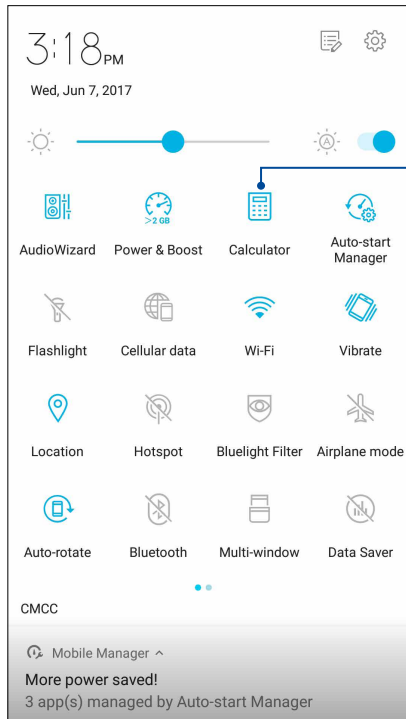 3:18 PM
Wed, Jun 7, 2017
A
>2 GB
AudioWizard Power & Boost Calculator Auto-start Manager
Flashlight Cellular data Wi-Fi Vibrate
Location Hotspot Bluelight Filter Airplane mode
Auto-rotate Bluetooth Multi-window Data Saver
CMCC
Mobile Manager
More power saved!
3 app(s) managed by Auto-start Manager